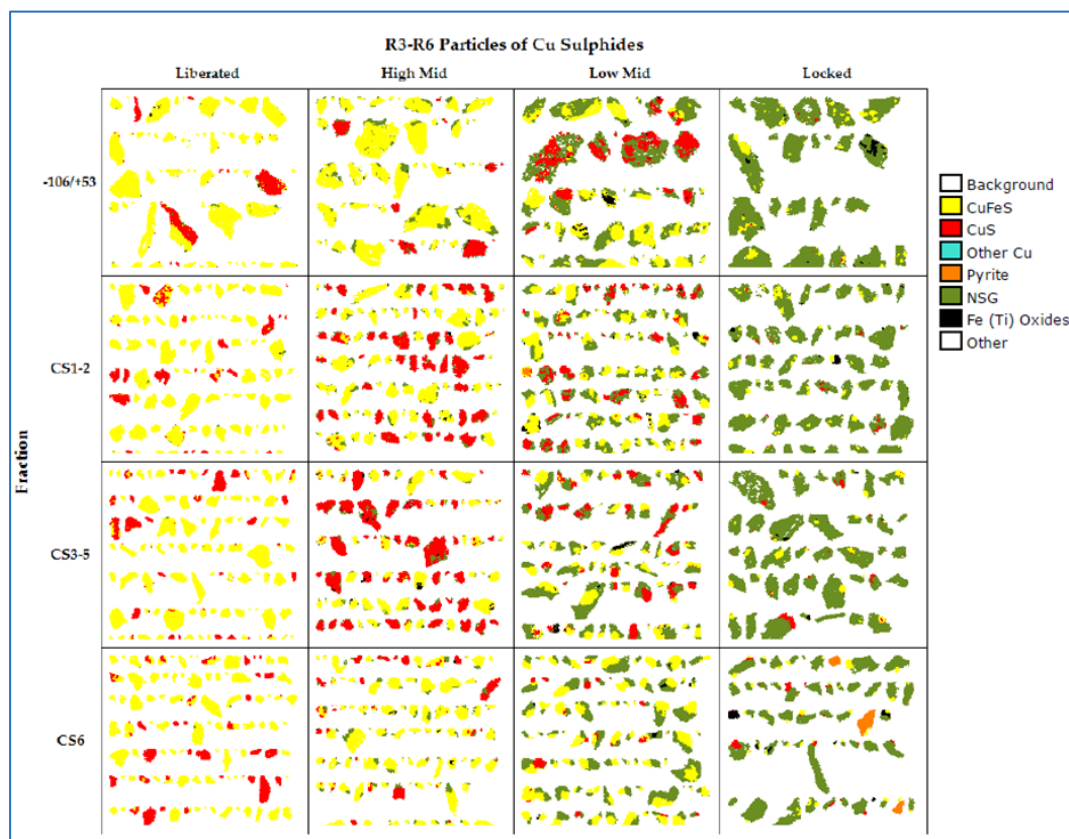 R3-R6 Particles of Cu Sulphides
Liberated High Mid Low Mid Locked
-106/+53
CS1-2
CS3-5
CS6
Fraction
Background
CuFeS
CuS
Other Cu
Pyrite
NSG
Fe (Ti) Oxides
Other